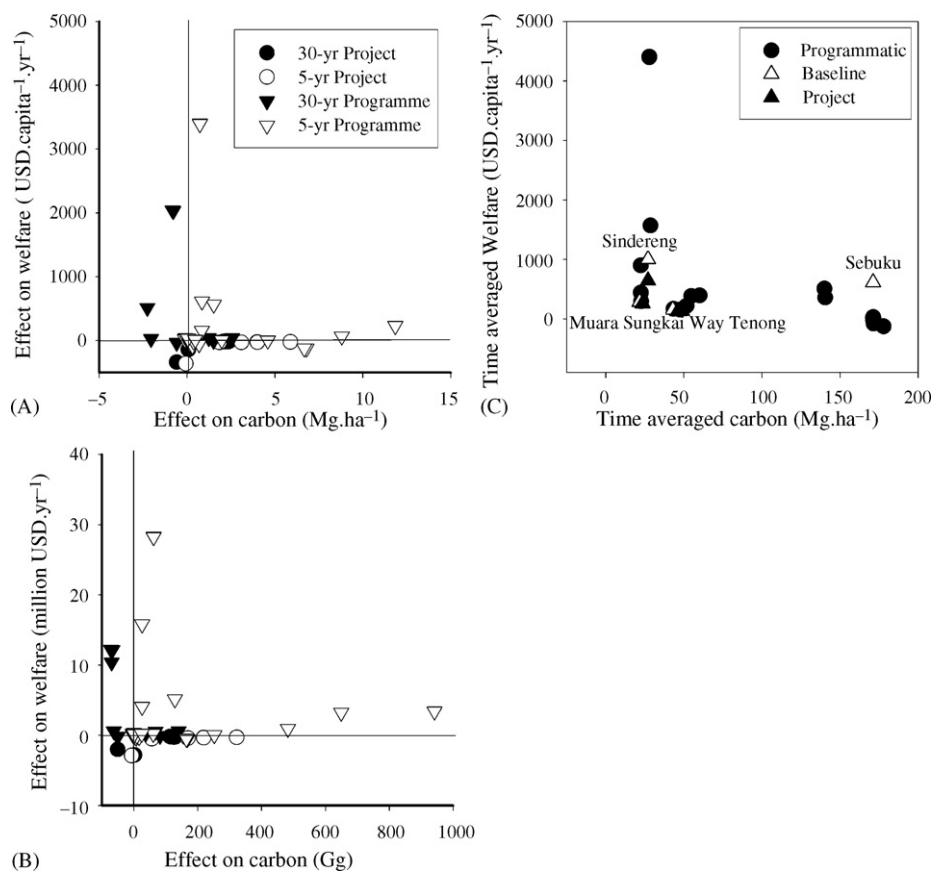 5000
4000
3000
2000
1000
0
Effect on welfare ( USD.capita⁻¹.yr⁻¹)
30-yr Project
5-yr Project
30-yr Programme
5-yr Programme
−5 0 5 10 15
(A)
Effect on carbon (Mg.ha⁻¹)
5000
4000
3000
2000
1000
0
Time averaged Welfare (USD.capita⁻¹.yr⁻¹)
Programmatic
Baseline
Project
Sindereng
Sebuku
Muara Sungkai Way Tenong
0 50 100 150 200
(C)
Time averaged carbon (Mg.ha⁻¹)
40
30
20
10
0
−10
Effect on welfare (million USD.yr⁻¹)
0 200 400 600 800 1000
(B)
Effect on carbon (Gg)